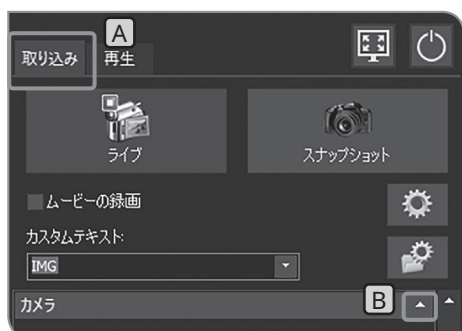 A
取り込み 再生
ライブ スナップショット
ムービーの録画
カスタムテキスト:
IMG
カメラ B